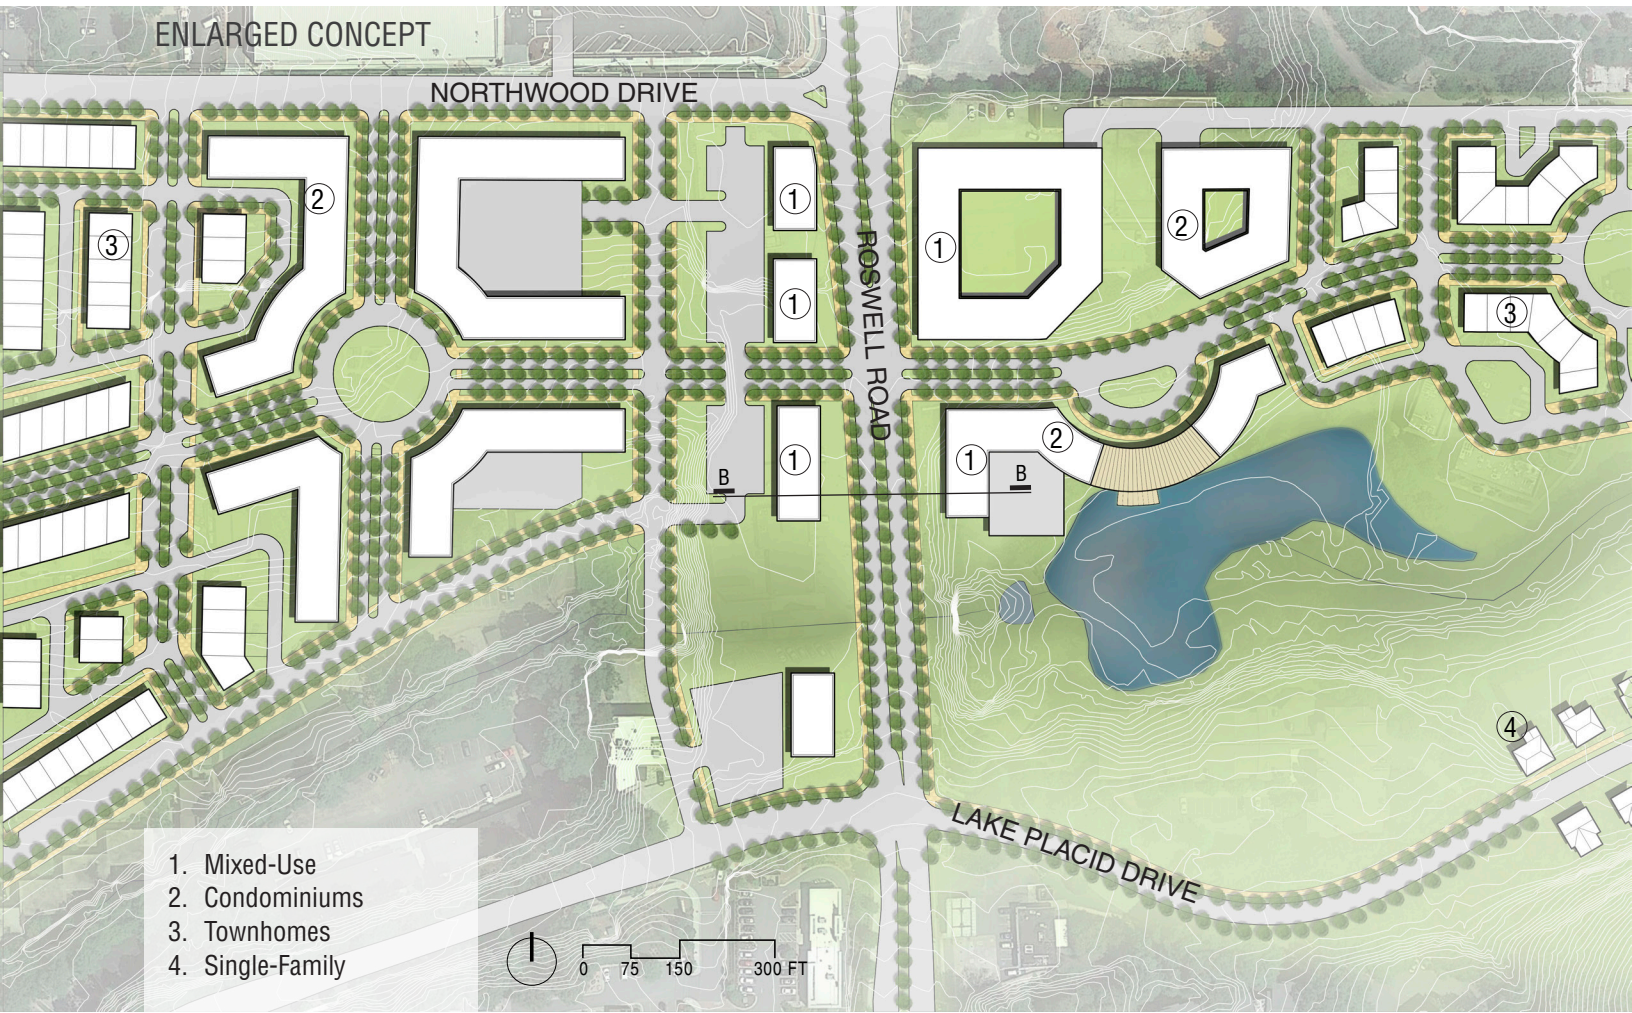 ENLARGED CONCEPT
NORTHWOOD DRIVE
ROSWELL ROAD
LAKE PLACID DRIVE
2
1
1
2
3
1
3
1
2
1
1
B
B
4
1. Mixed-Use
2. Condominiums
3. Townhomes
4. Single-Family
0 75 150 300 FT